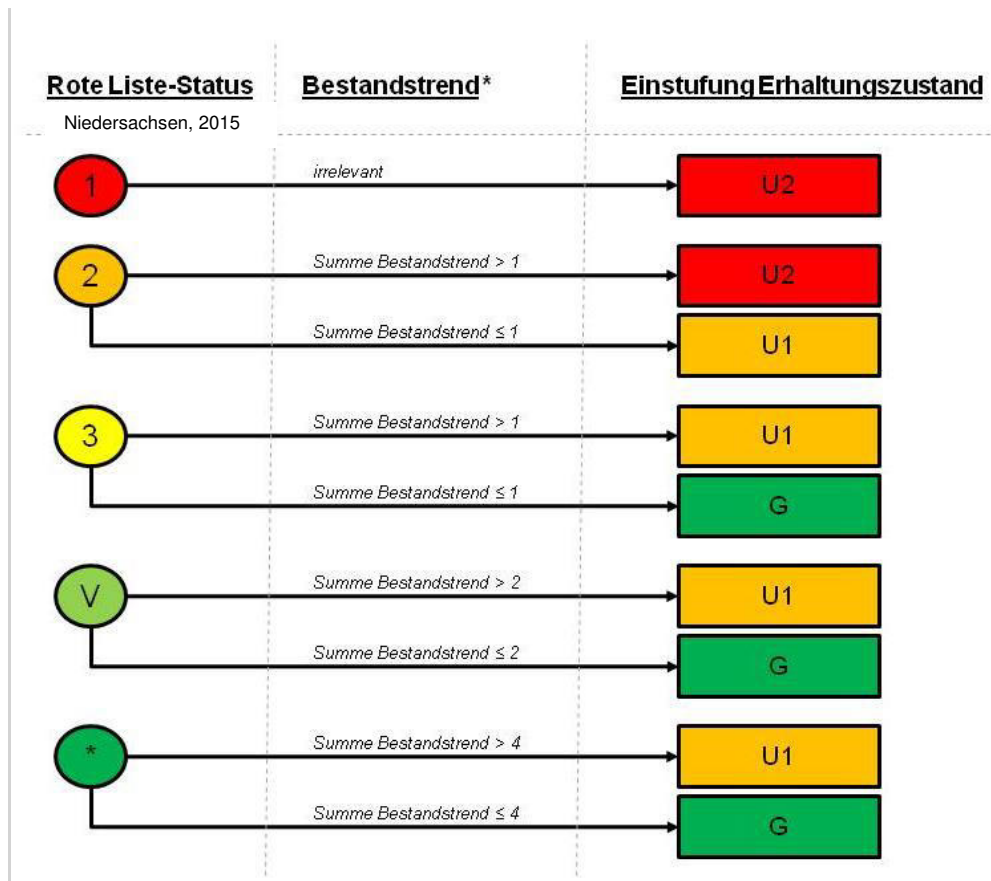 Rote Liste-Status Bestandstrend* Einstufung Erhaltungszustand
Niedersachsen, 2015
1 irrelevant U2
2 Summe Bestandstrend > 1 U2
Summe Bestandstrend ≤ 1 U1
3 Summe Bestandstrend > 1 U1
Summe Bestandstrend ≤ 1 G
V Summe Bestandstrend > 2 U1
Summe Bestandstrend ≤ 2 G
* Summe Bestandstrend > 4 U1
Summe Bestandstrend ≤ 4 G